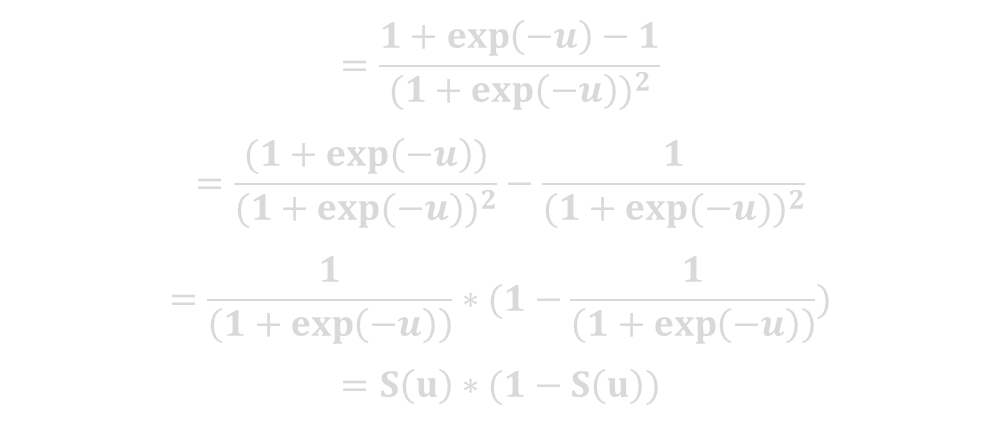 = (1 + exp(−u) − 1) / (1 + exp(−u))²
= (1 + exp(−u)) / (1 + exp(−u))² − 1 / (1 + exp(−u))²
= 1 / (1 + exp(−u)) * (1 − 1 / (1 + exp(−u)))
= S(u) * (1 − S(u))